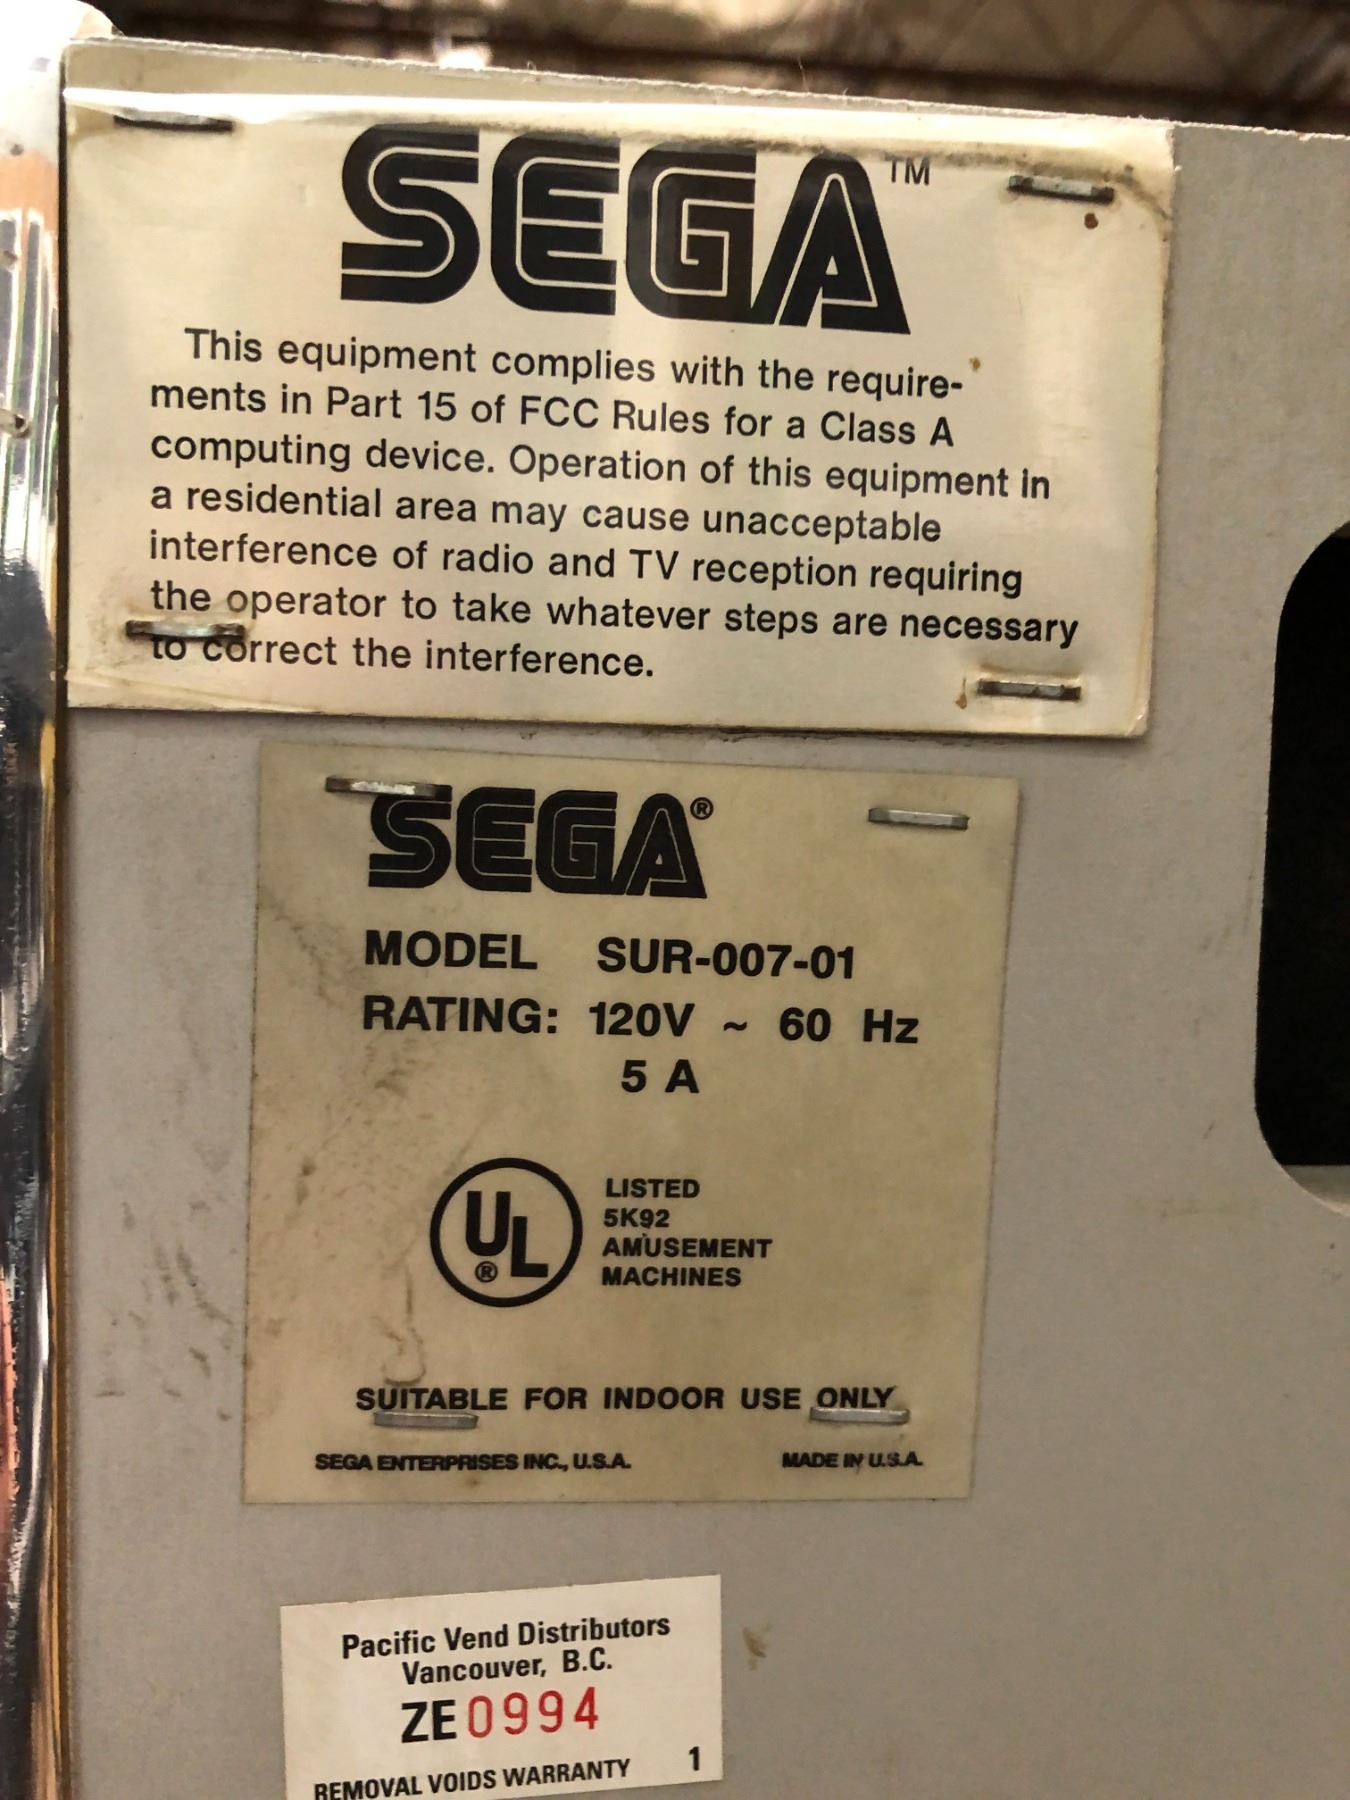 SEGA™
This equipment complies with the require-
ments in Part 15 of FCC Rules for a Class A
computing device. Operation of this equipment in
a residential area may cause unacceptable
interference of radio and TV reception requiring
the operator to take whatever steps are necessary
to correct the interference.
SEGA®
MODEL SUR-007-01
RATING: 120V ~ 60 Hz
5 A
UL®
LISTED
5K92
AMUSEMENT
MACHINES
SUITABLE FOR INDOOR USE ONLY
SEGA ENTERPRISES INC., U.S.A. MADE IN U.S.A.
Pacific Vend Distributors
Vancouver, B.C.
ZE0994
REMOVAL VOIDS WARRANTY 1